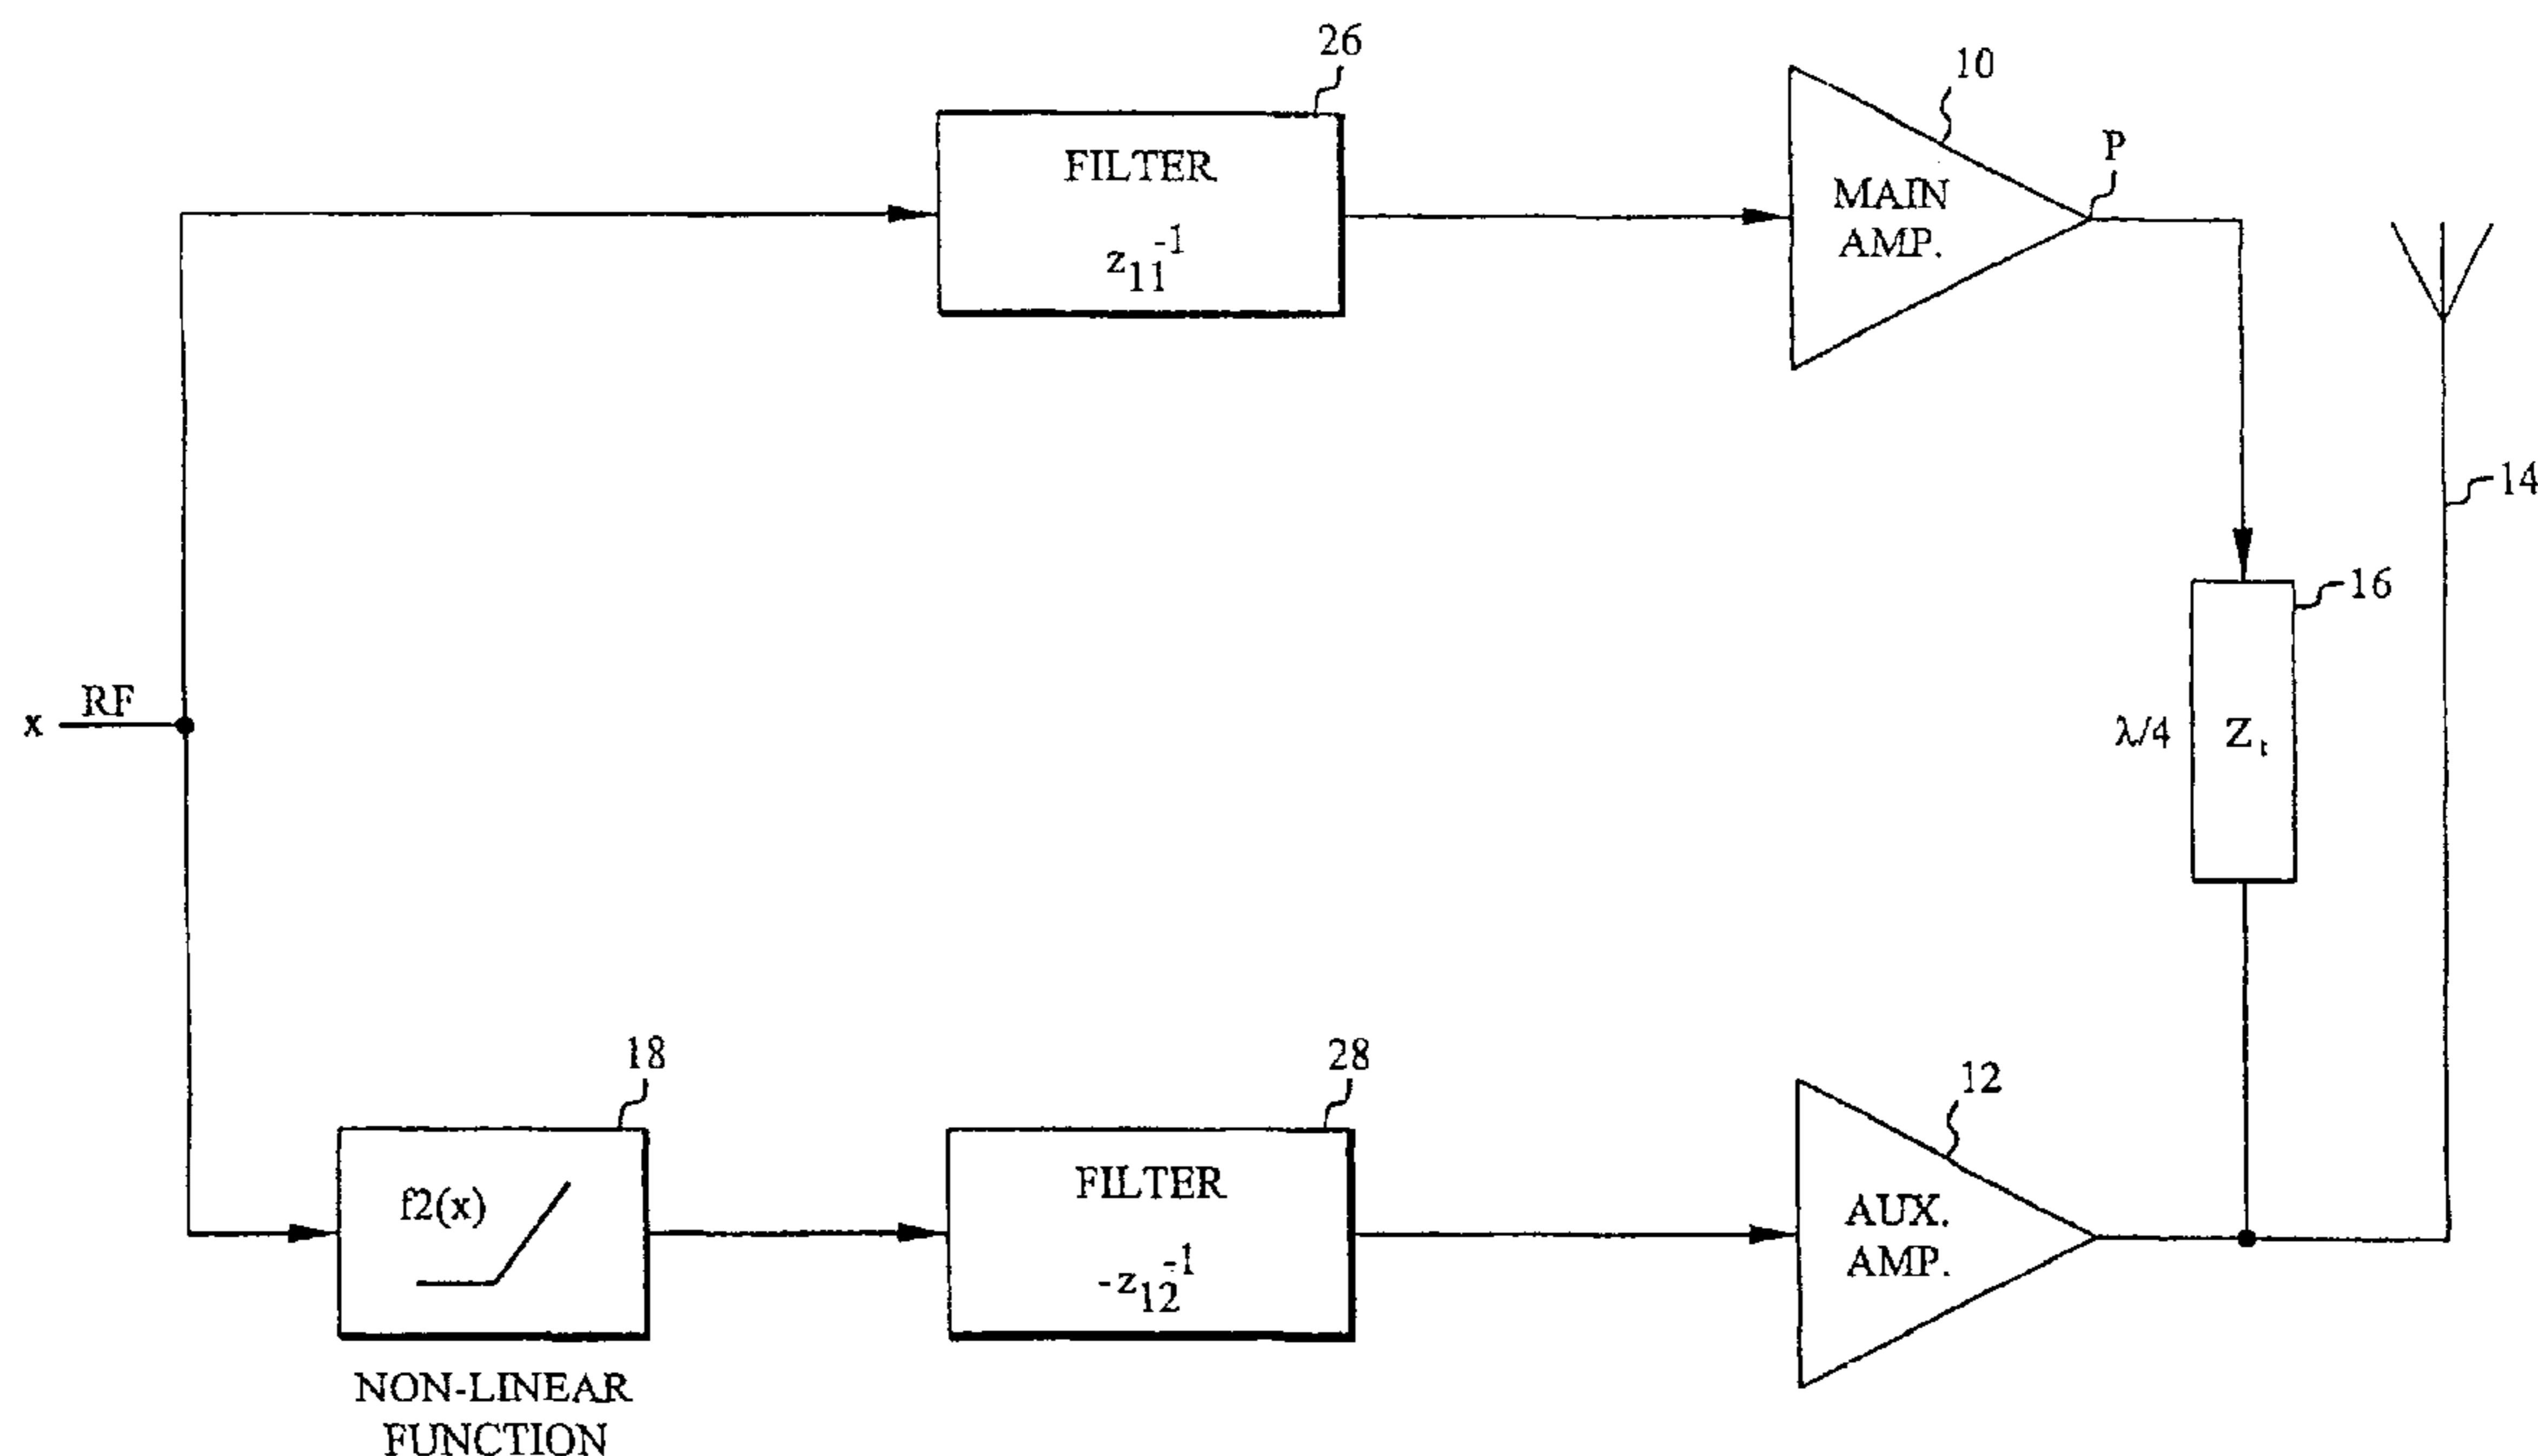 26
10
FILTER
z11-1
MAIN
AMP.
P
14
16
x RF
λ/4
Zt
18
28
12
f2(x)
FILTER
-z12-1
AUX.
AMP.
NON-LINEAR
FUNCTION